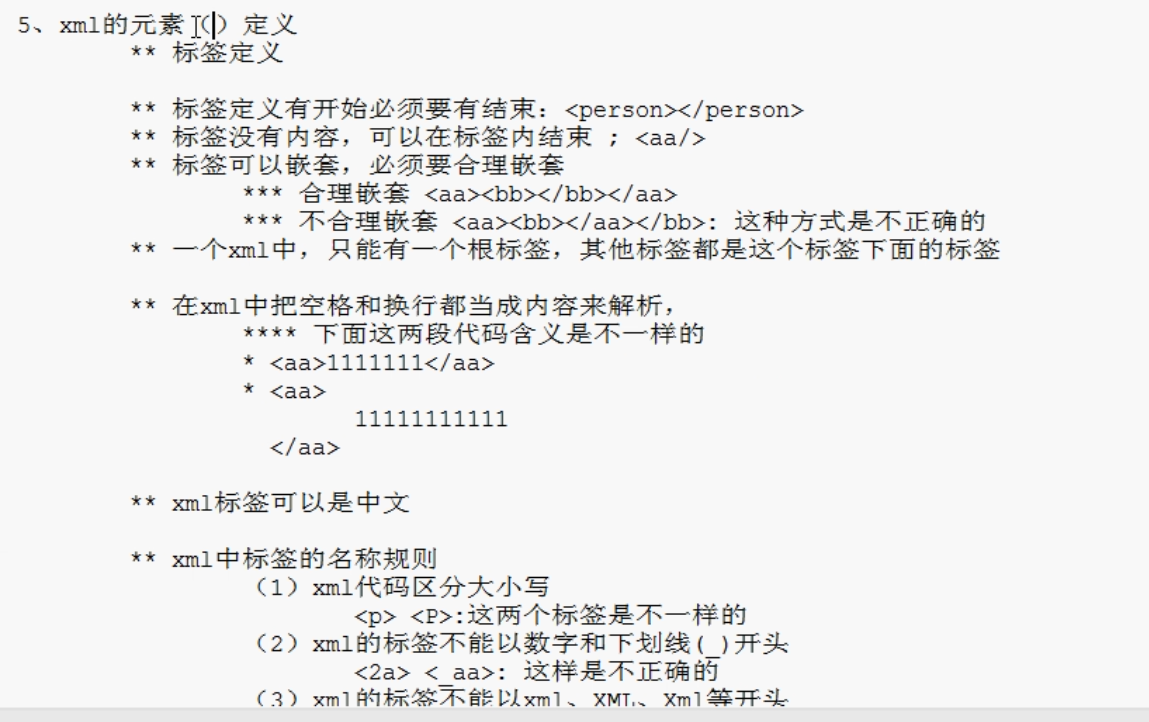 5、xml的元素（）定义
** 标签定义
** 标签定义有开始必须要有结束：<person></person>
** 标签没有内容，可以在标签内结束 ; <aa/>
** 标签可以嵌套，必须要合理嵌套
*** 合理嵌套 <aa><bb></bb></aa>
*** 不合理嵌套 <aa><bb></aa></bb>: 这种方式是不正确的
** 一个xml中，只能有一个根标签，其他标签都是这个标签下面的标签
** 在xml中把空格和换行都当成内容来解析，
**** 下面这两段代码含义是不一样的
* <aa>1111111</aa>
* <aa>
11111111111
</aa>
** xml标签可以是中文
** xml中标签的名称规则
（1）xml代码区分大小写
<p> <P>:这两个标签是不一样的
（2）xml的标签不能以数字和下划线(_)开头
<2a> <_aa>: 这样是不正确的
（3）xml的标签不能以xml、XML、Xml等开头